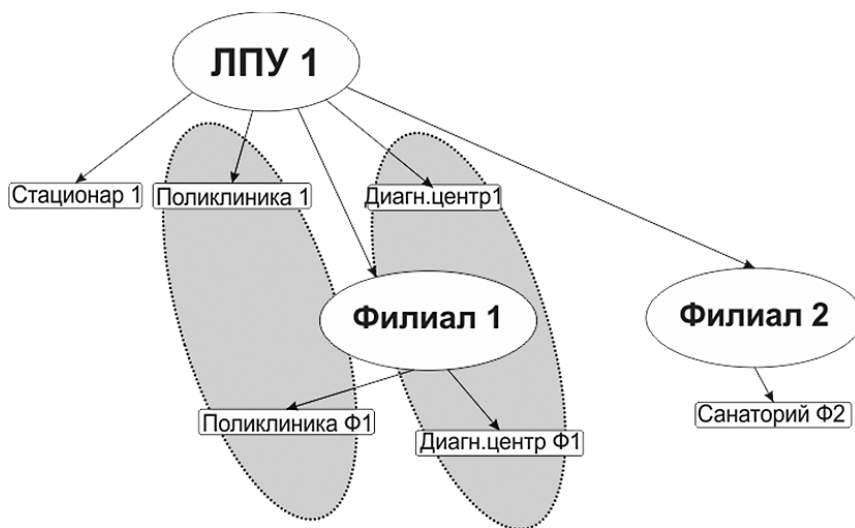 ЛПУ 1
Стационар 1
Поликлиника 1
Диагн.центр1
Филиал 1
Филиал 2
Поликлиника Ф1
Диагн.центр Ф1
Санаторий Ф2